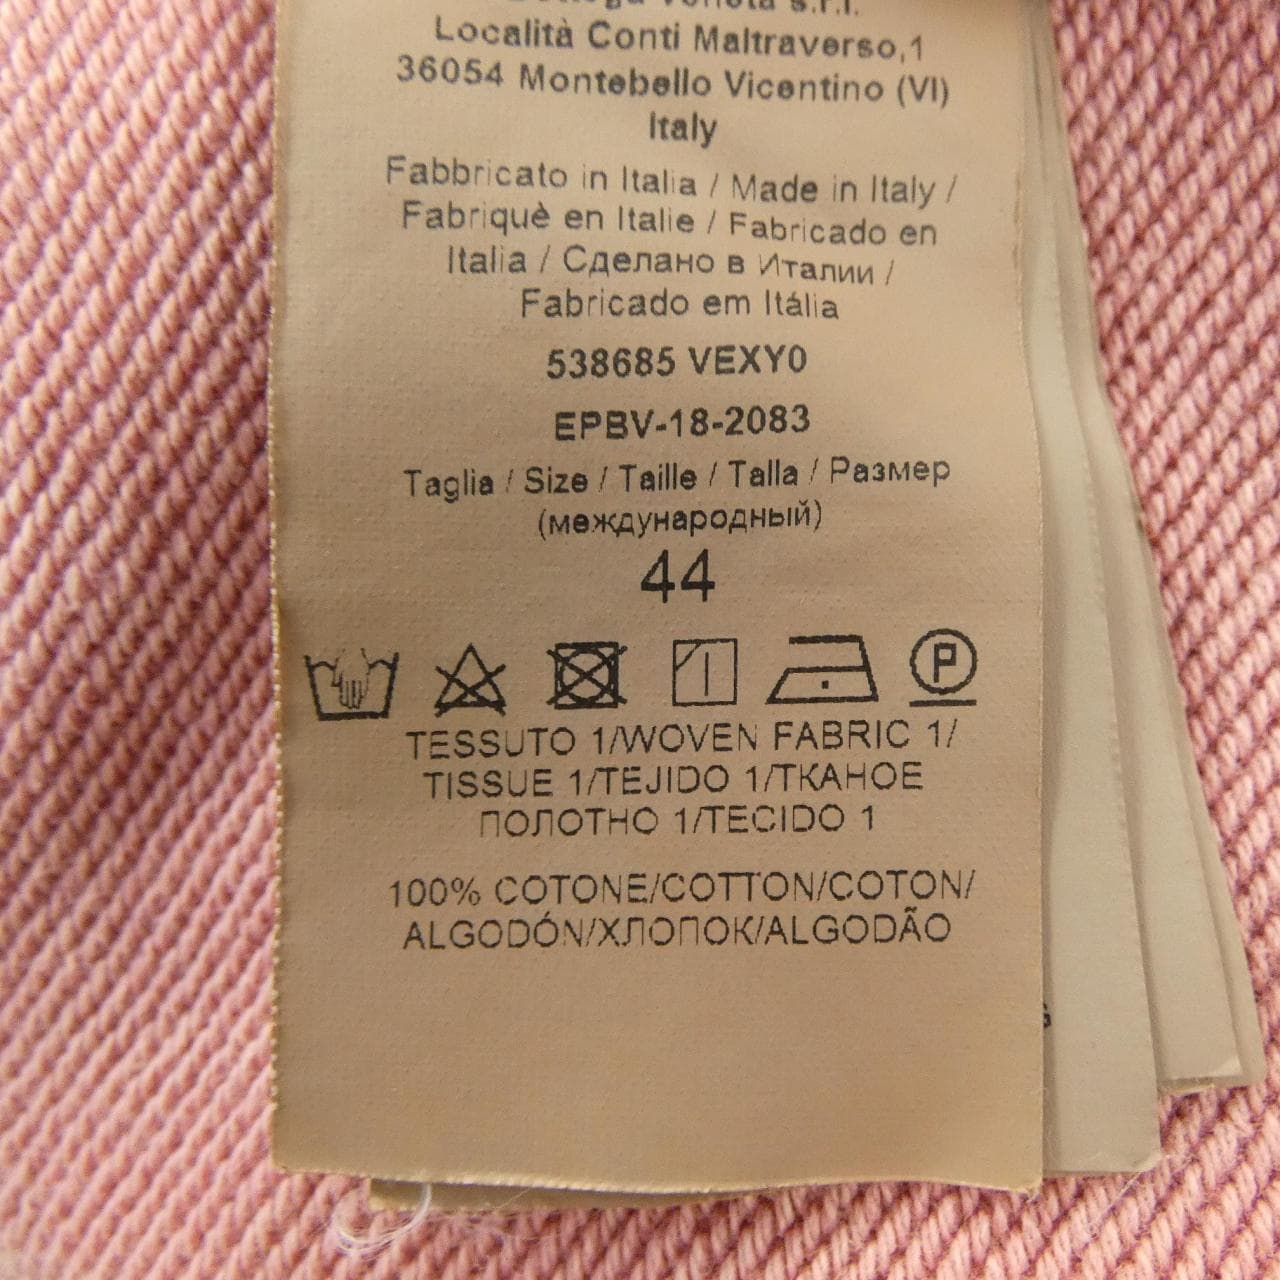 Bottega Veneta s.r.l.
Località Conti Maltraverso,1
36054 Montebello Vicentino (VI)
Italy
Fabbricato in Italia / Made in Italy /
Fabriquè en Italie / Fabricado en
Italia / Сделано в Италии /
Fabricado em Itália
538685 VEXY0
EPBV-18-2083
Taglia / Size / Taille / Talla / Размер
(международный)
44
P
TESSUTO 1/WOVEN FABRIC 1/
TISSUE 1/TEJIDO 1/ТКАНОЕ
ПОЛОТНО 1/TECIDO 1
100% COTONE/COTTON/COTON/
ALGODÓN/ХЛОПОК/ALGODÃO